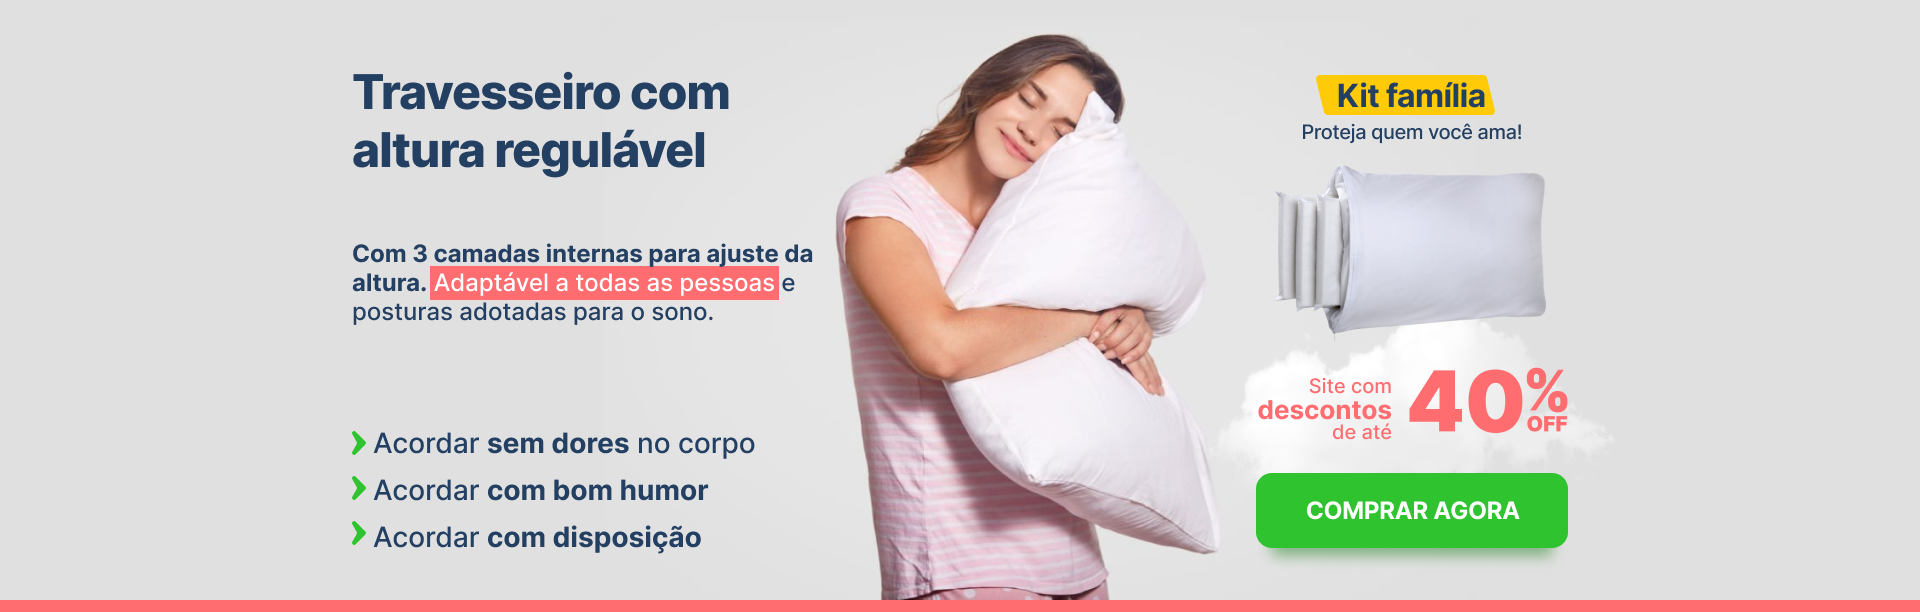 Travesseiro com
altura regulável
Com 3 camadas internas para ajuste da
altura. Adaptável a todas as pessoas e
posturas adotadas para o sono.
Acordar sem dores no corpo
Acordar com bom humor
Acordar com disposição
Kit família
Proteja quem você ama!
Site com
descontos
de até
40%
OFF
COMPRAR AGORA